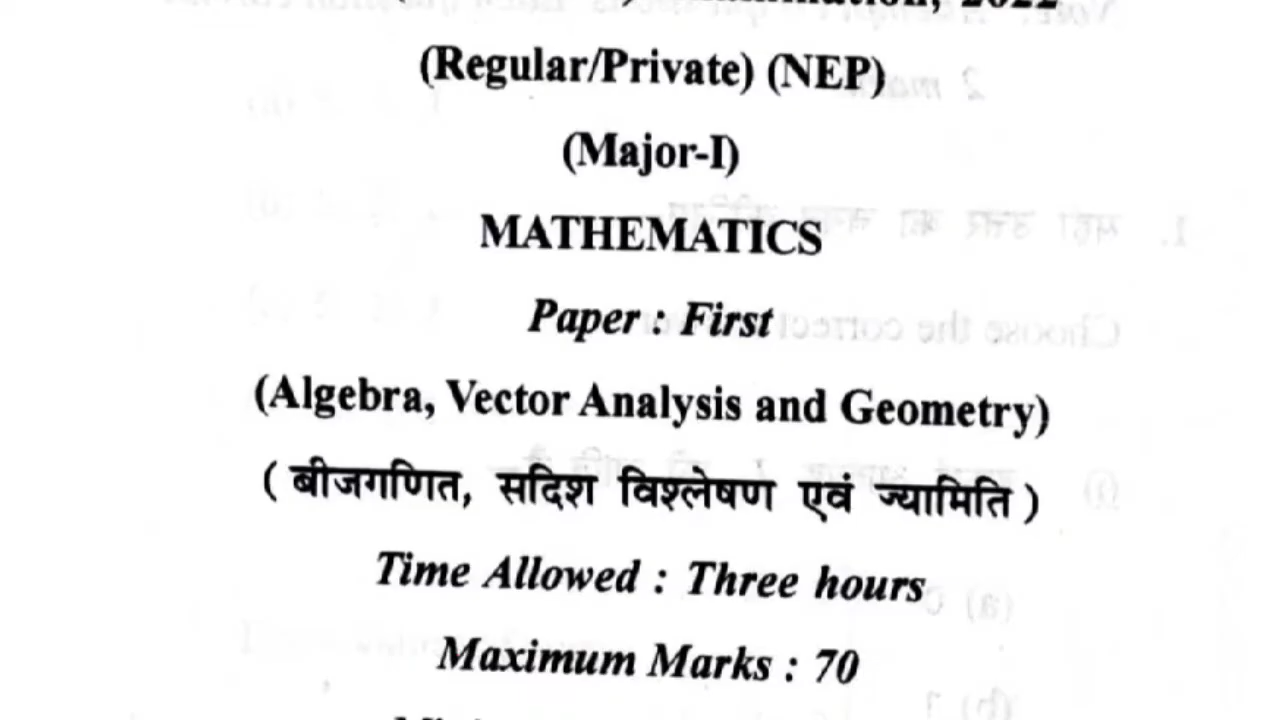 2022
(Regular/Private) (NEP)
(Major-I)
MATHEMATICS
Paper : First
(Algebra, Vector Analysis and Geometry)
( बीजगणित, सदिश विश्लेषण एवं ज्यामिति )
Time Allowed : Three hours
Maximum Marks : 70